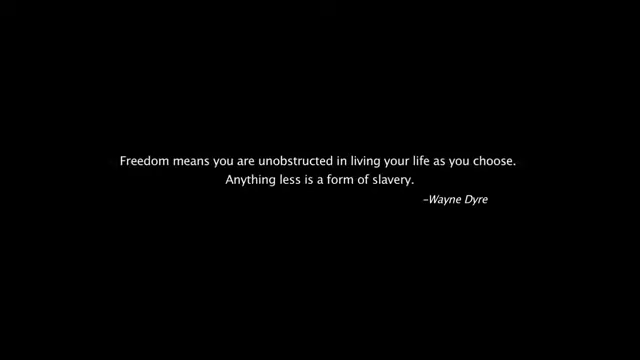 Freedom means you are unobstructed in living your life as you choose.
Anything less is a form of slavery.
–Wayne Dyre